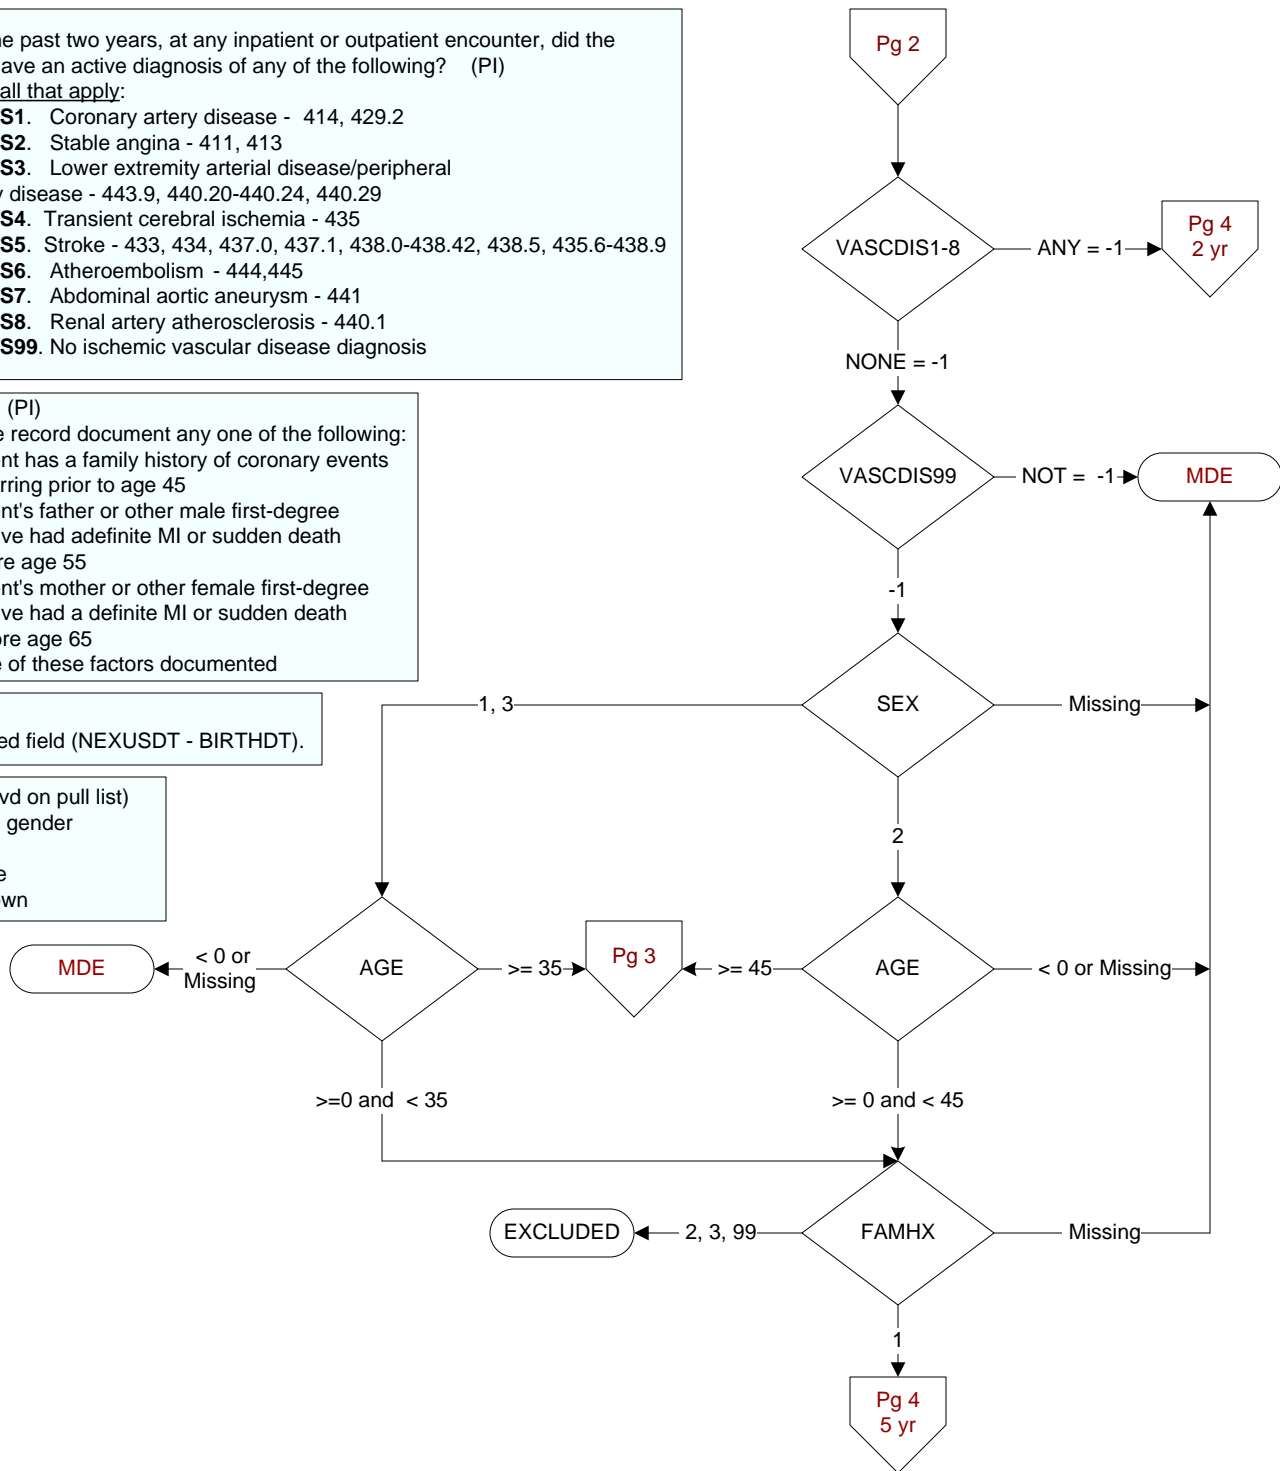 ne past two years, at any inpatient or outpatient encounter, did the
ave an active diagnosis of any of the following? (PI)
all that apply:
S1. Coronary artery disease - 414, 429.2
S2. Stable angina - 411, 413
S3. Lower extremity arterial disease/peripheral
y disease - 443.9, 440.20-440.24, 440.29
S4. Transient cerebral ischemia - 435
S5. Stroke - 433, 434, 437.0, 437.1, 438.0-438.42, 438.5, 435.6-438.9
S6. Atheroembolism - 444,445
S7. Abdominal aortic aneurysm - 441
S8. Renal artery atherosclerosis - 440.1
S99. No ischemic vascular disease diagnosis
(PI)
e record document any one of the following:
ent has a family history of coronary events
rring prior to age 45
ent's father or other male first-degree
ive had adefinite MI or sudden death
re age 55
ent's mother or other female first-degree
ive had a definite MI or sudden death
ore age 65
e of these factors documented
ed field (NEXUSDT - BIRTHDT).
vd on pull list)
gender
e
own
Pg 2
VASCDIS1-8
ANY = -1
Pg 4
2 yr
NONE = -1
VASCDIS99
NOT = -1
MDE
-1
SEX
1, 3
Missing
2
MDE
< 0 or
Missing
AGE
>= 35
Pg 3
>= 45
AGE
< 0 or Missing
>=0 and < 35
>= 0 and < 45
EXCLUDED
2, 3, 99
FAMHX
Missing
1
Pg 4
5 yr